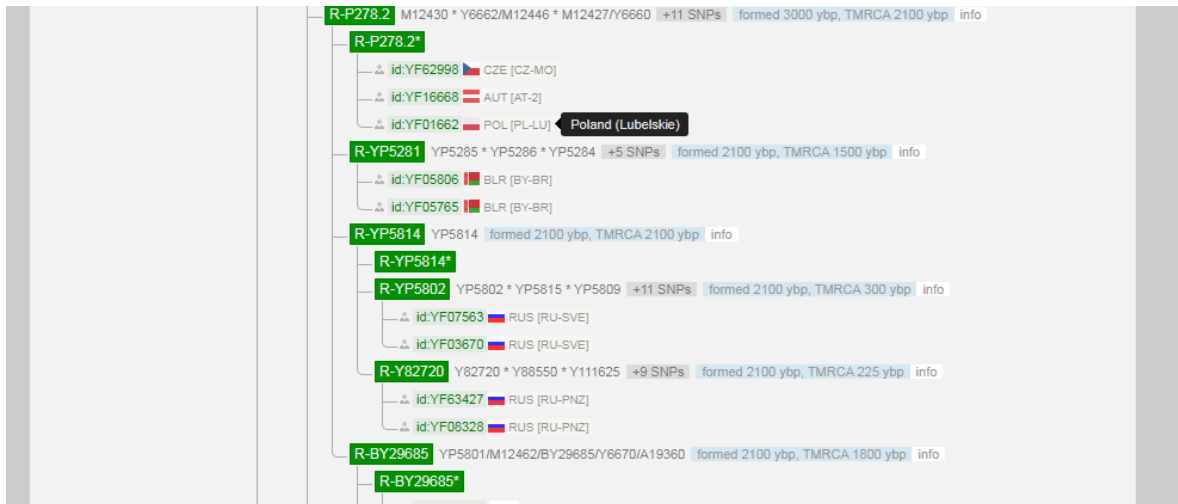 R-P278.2 M12430 * Y6662/M12446 * M12427/Y6660 +11 SNPs formed 3000 ybp, TMRCA 2100 ybp info
R-P278.2*
id:YF62998 CZE [CZ-MO]
id:YF16668 AUT [AT-2]
id:YF01662 POL [PL-LU] Poland (Lubelskie)
R-YP5281 YP5285 * YP5286 * YP5284 +5 SNPs formed 2100 ybp, TMRCA 1500 ybp info
id:YF05806 BLR [BY-BR]
id:YF05765 BLR [BY-BR]
R-YP5814 YP5814 formed 2100 ybp, TMRCA 2100 ybp info
R-YP5814*
R-YP5802 YP5802 * YP5815 * YP5809 +11 SNPs formed 2100 ybp, TMRCA 300 ybp info
id:YF07563 RUS [RU-SVE]
id:YF03670 RUS [RU-SVE]
R-Y82720 Y82720 * Y88550 * Y111625 +9 SNPs formed 2100 ybp, TMRCA 225 ybp info
id:YF63427 RUS [RU-PNZ]
id:YF08328 RUS [RU-PNZ]
R-BY29685 YP5801/M12462/BY29685/Y6670/A19360 formed 2100 ybp, TMRCA 1800 ybp info
R-BY29685*